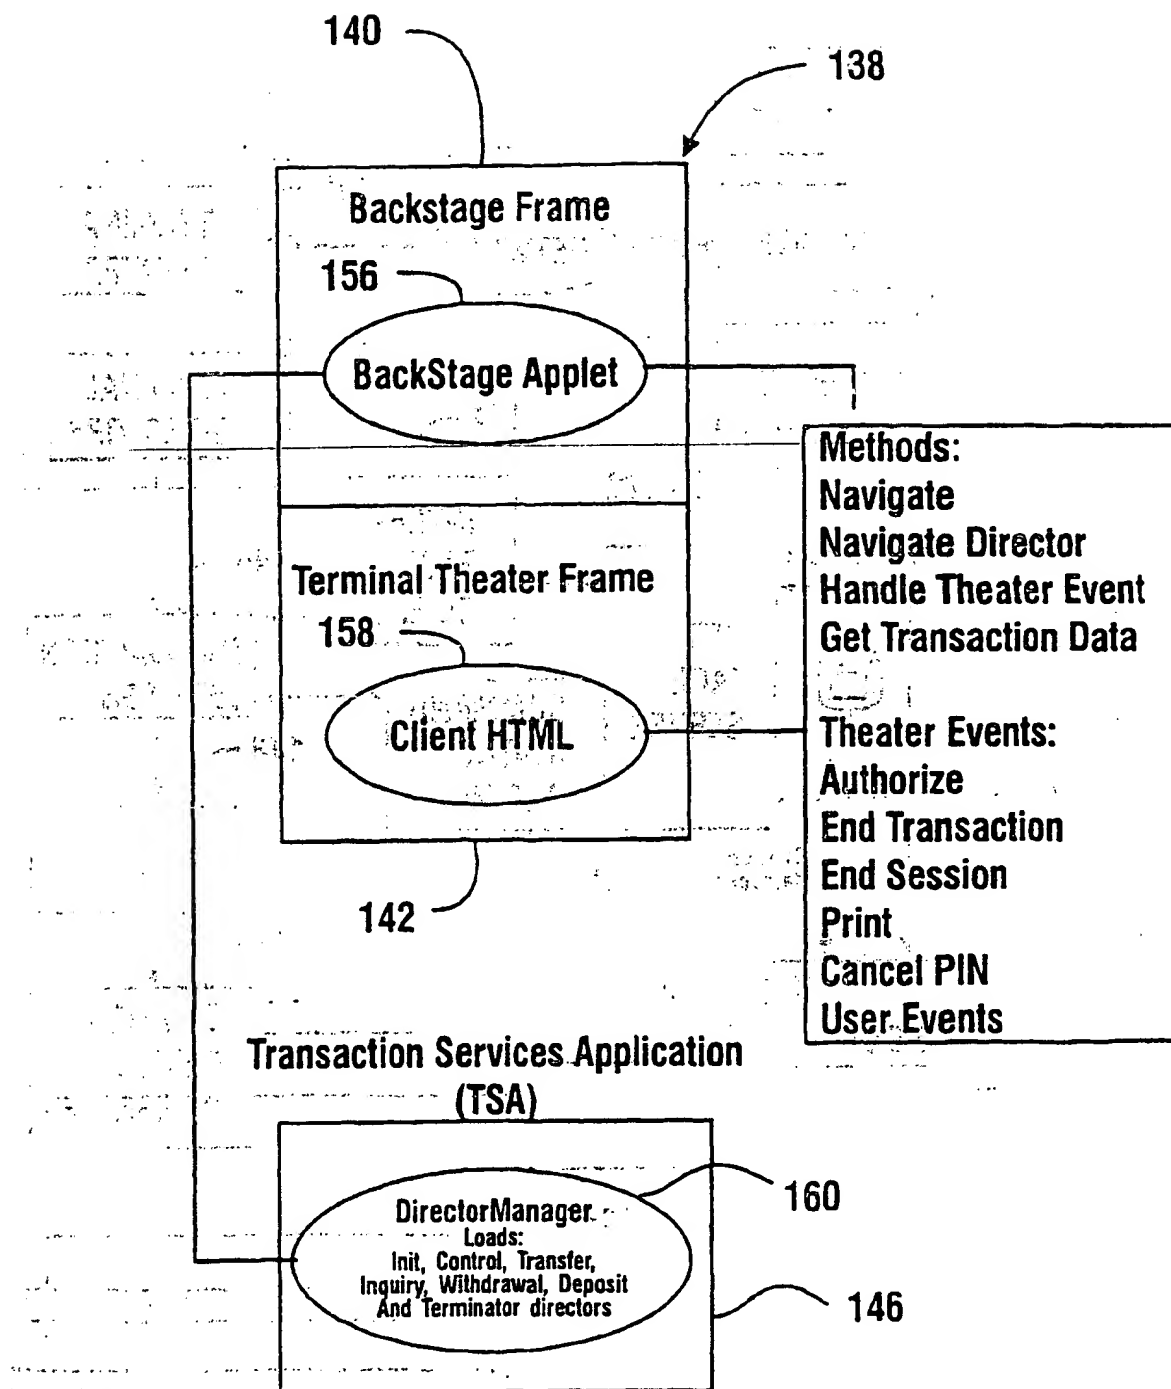 140
138
Backstage Frame
156
BackStage Applet
Methods:
Navigate
Navigate Director
Handle Theater Event
Get Transaction Data
Terminal Theater Frame
158
Client HTML
Theater Events:
Authorize
End Transaction
End Session
Print
Cancel PIN
User Events
142
Transaction Services Application
(TSA)
160
DirectorManager
Loads:
Init, Control, Transfer,
Inquiry, Withdrawal, Deposit
And Terminator directors
146